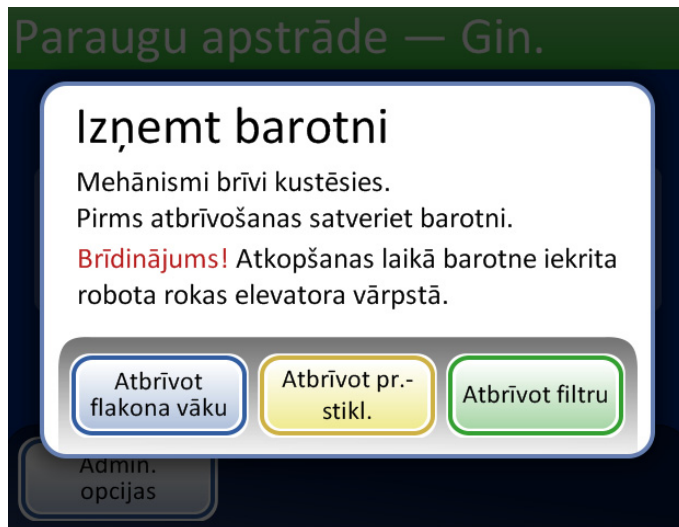 Paraugu apstrāde — Gin.
Izņemt barotni
Mehānismi brīvi kustēsies.
Pirms atbrīvošanas satveriet barotni.
Brīdinājums! Atkopšanas laikā barotne iekrita
robota rokas elevatora vārpstā.
Atbrīvot
flakona vāku
Atbrīvot pr.-
stikl.
Atbrīvot filtru
Admin.
opcijas